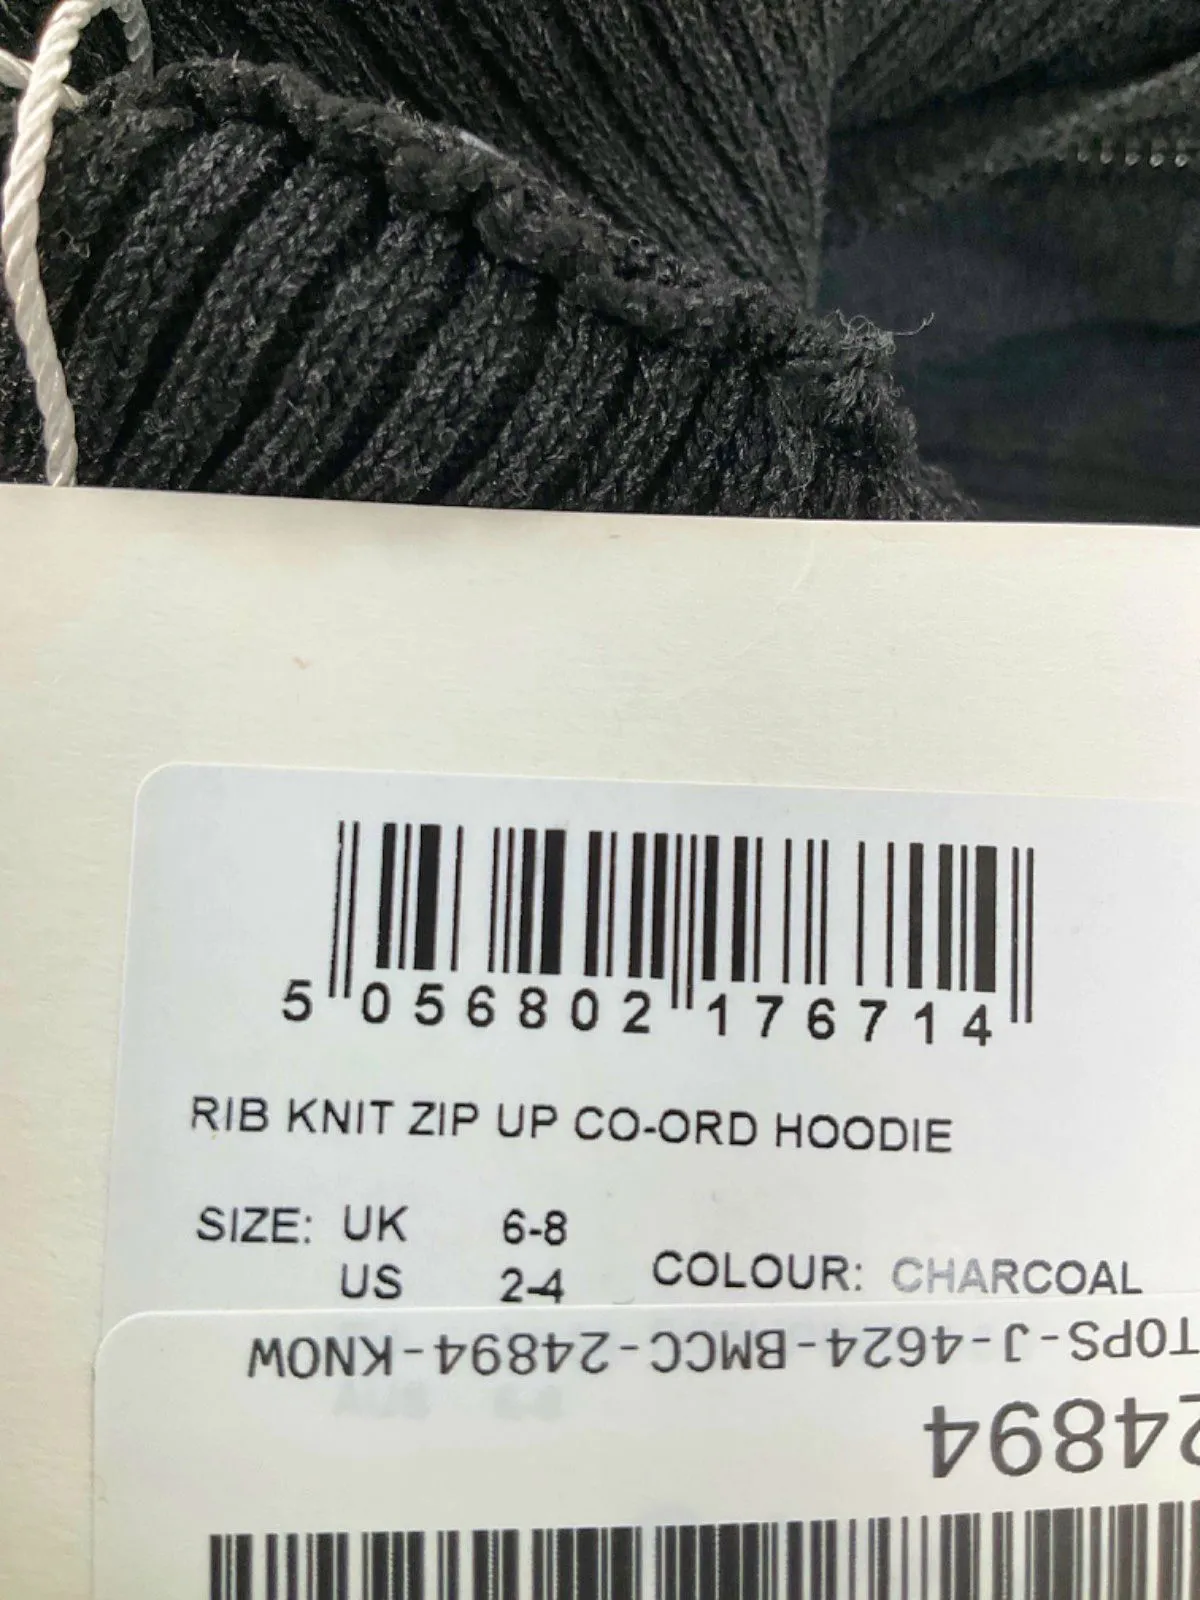 5 056802 176714
RIB KNIT ZIP UP CO-ORD HOODIE
SIZE: UK 6-8
US 2-4
COLOUR: CHARCOAL
TOPS-J-4624-BMCC-24894-KNOW
24894